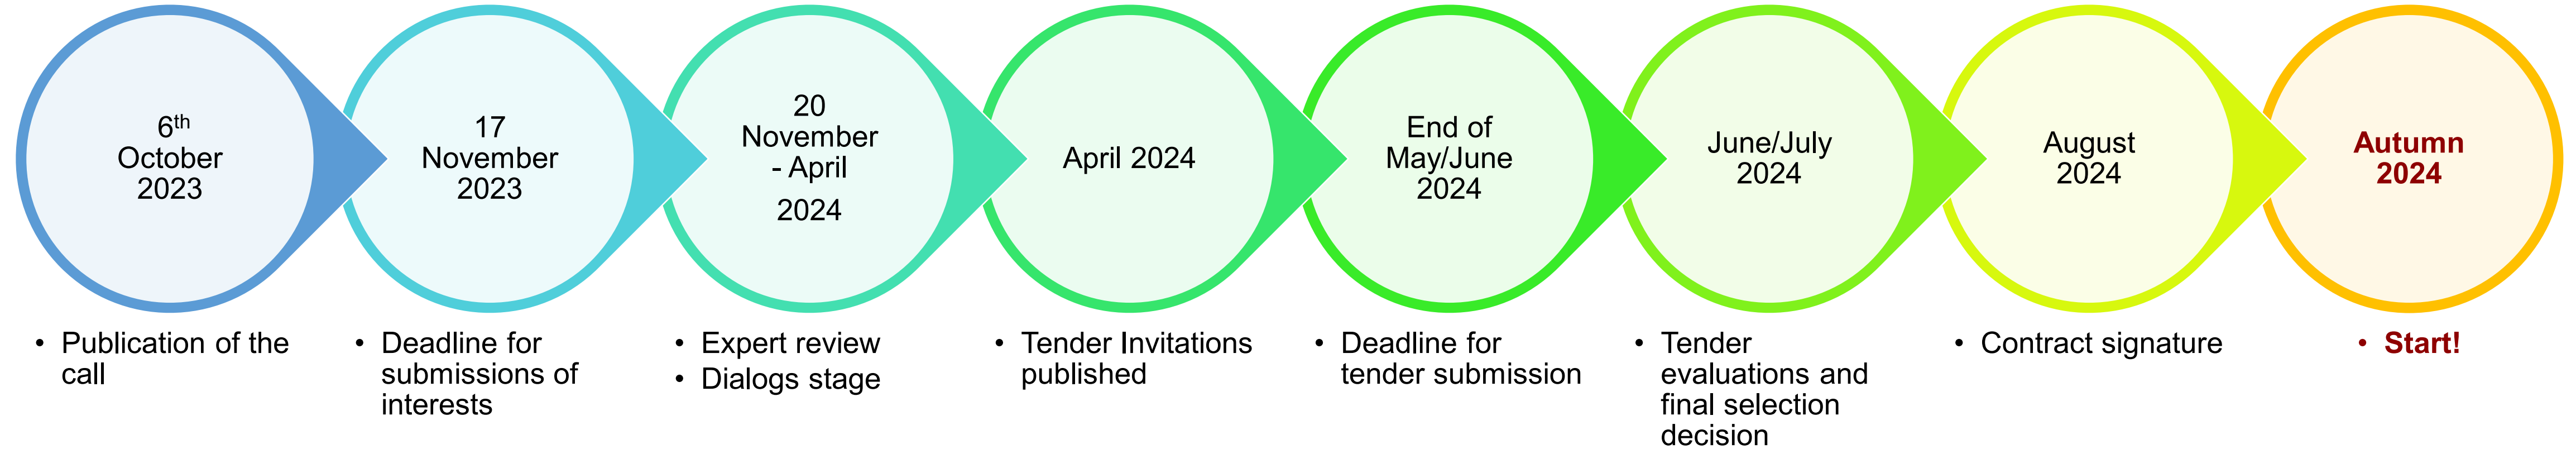 6th
October
2023
17
November
2023
20
November
- April
2024
April 2024
End of
May/June
2024
June/July
2024
August
2024
Autumn
2024
• Publication of the
call
• Deadline for
submissions of
interests
• Expert review
• Dialogs stage
• Tender Invitations
published
• Deadline for
tender submission
• Tender
evaluations and
final selection
decision
• Contract signature
• Start!